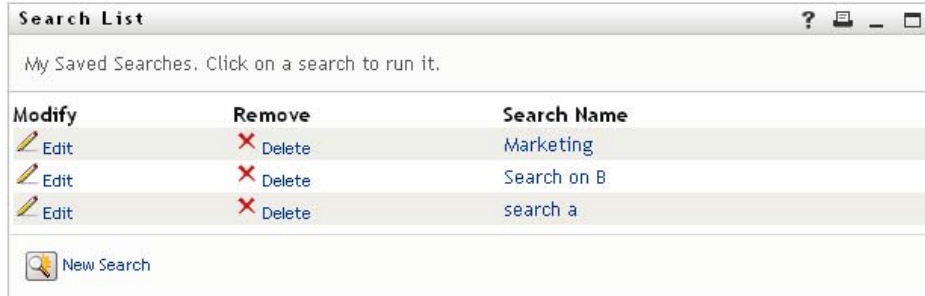 Search List ?
My Saved Searches. Click on a search to run it.
Modify Remove Search Name
Edit Delete Marketing
Edit Delete Search on B
Edit Delete search a
New Search